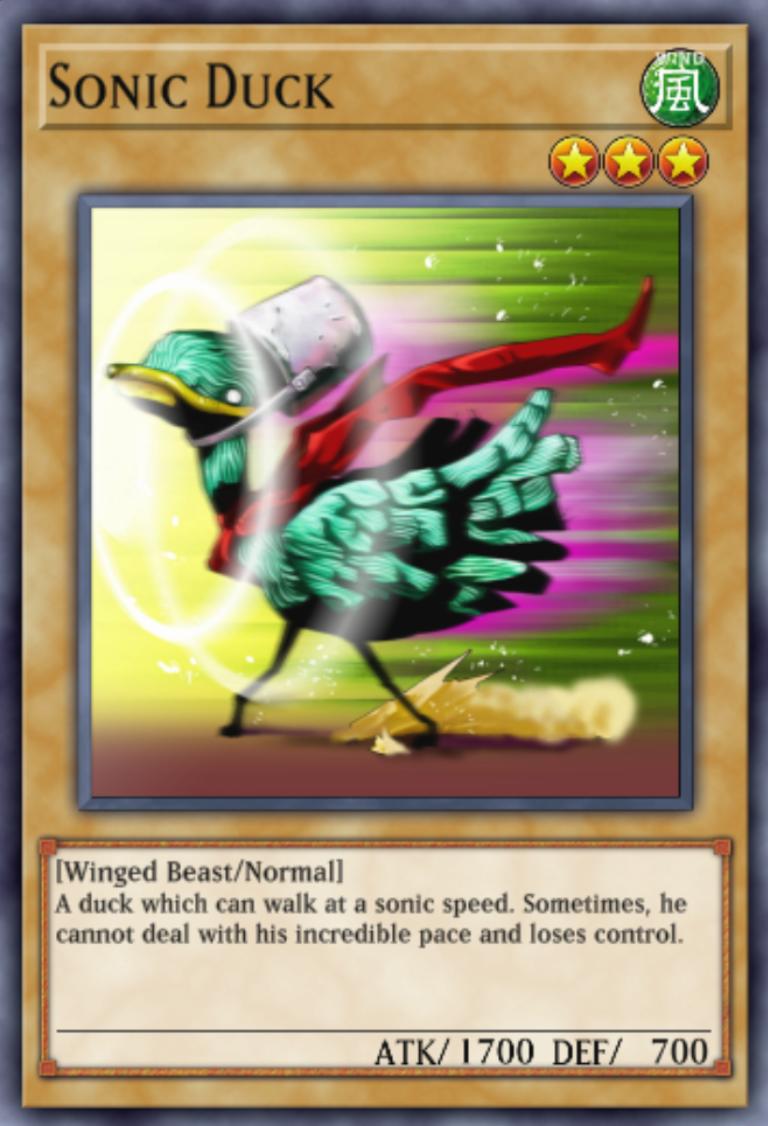 SONIC DUCK
WIND
風
[Winged Beast/Normal]
A duck which can walk at a sonic speed. Sometimes, he
cannot deal with his incredible pace and loses control.
ATK/ 1700 DEF/ 700